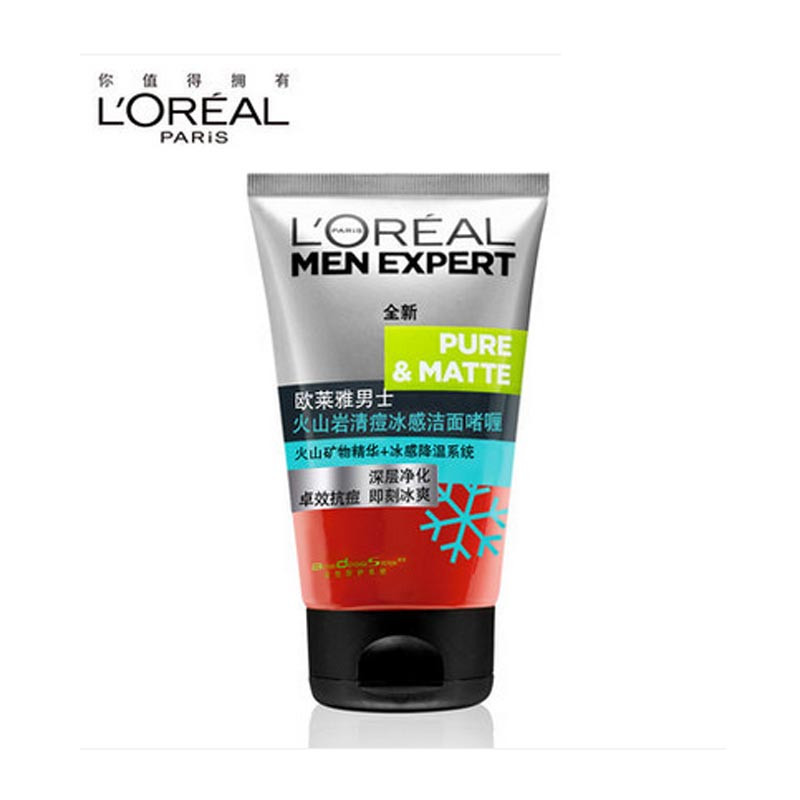 你值得拥有
L'ORÉAL
PARIS
L'ORÉAL
PARIS
MEN EXPERT
全新
PURE
& MATTE
欧莱雅男士
火山岩清痘冰感洁面啫喱
火山矿物精华+冰感降温系统
深层净化
卓效抗痘 即刻冰爽